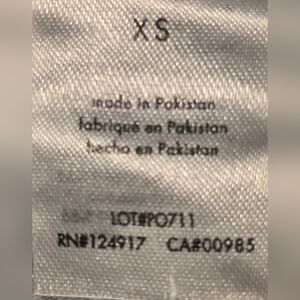 XS
made in Pakistan
fabriqué en Pakistan
hecho en Pakistan
LOT#PO711
RN#124917 CA#00985